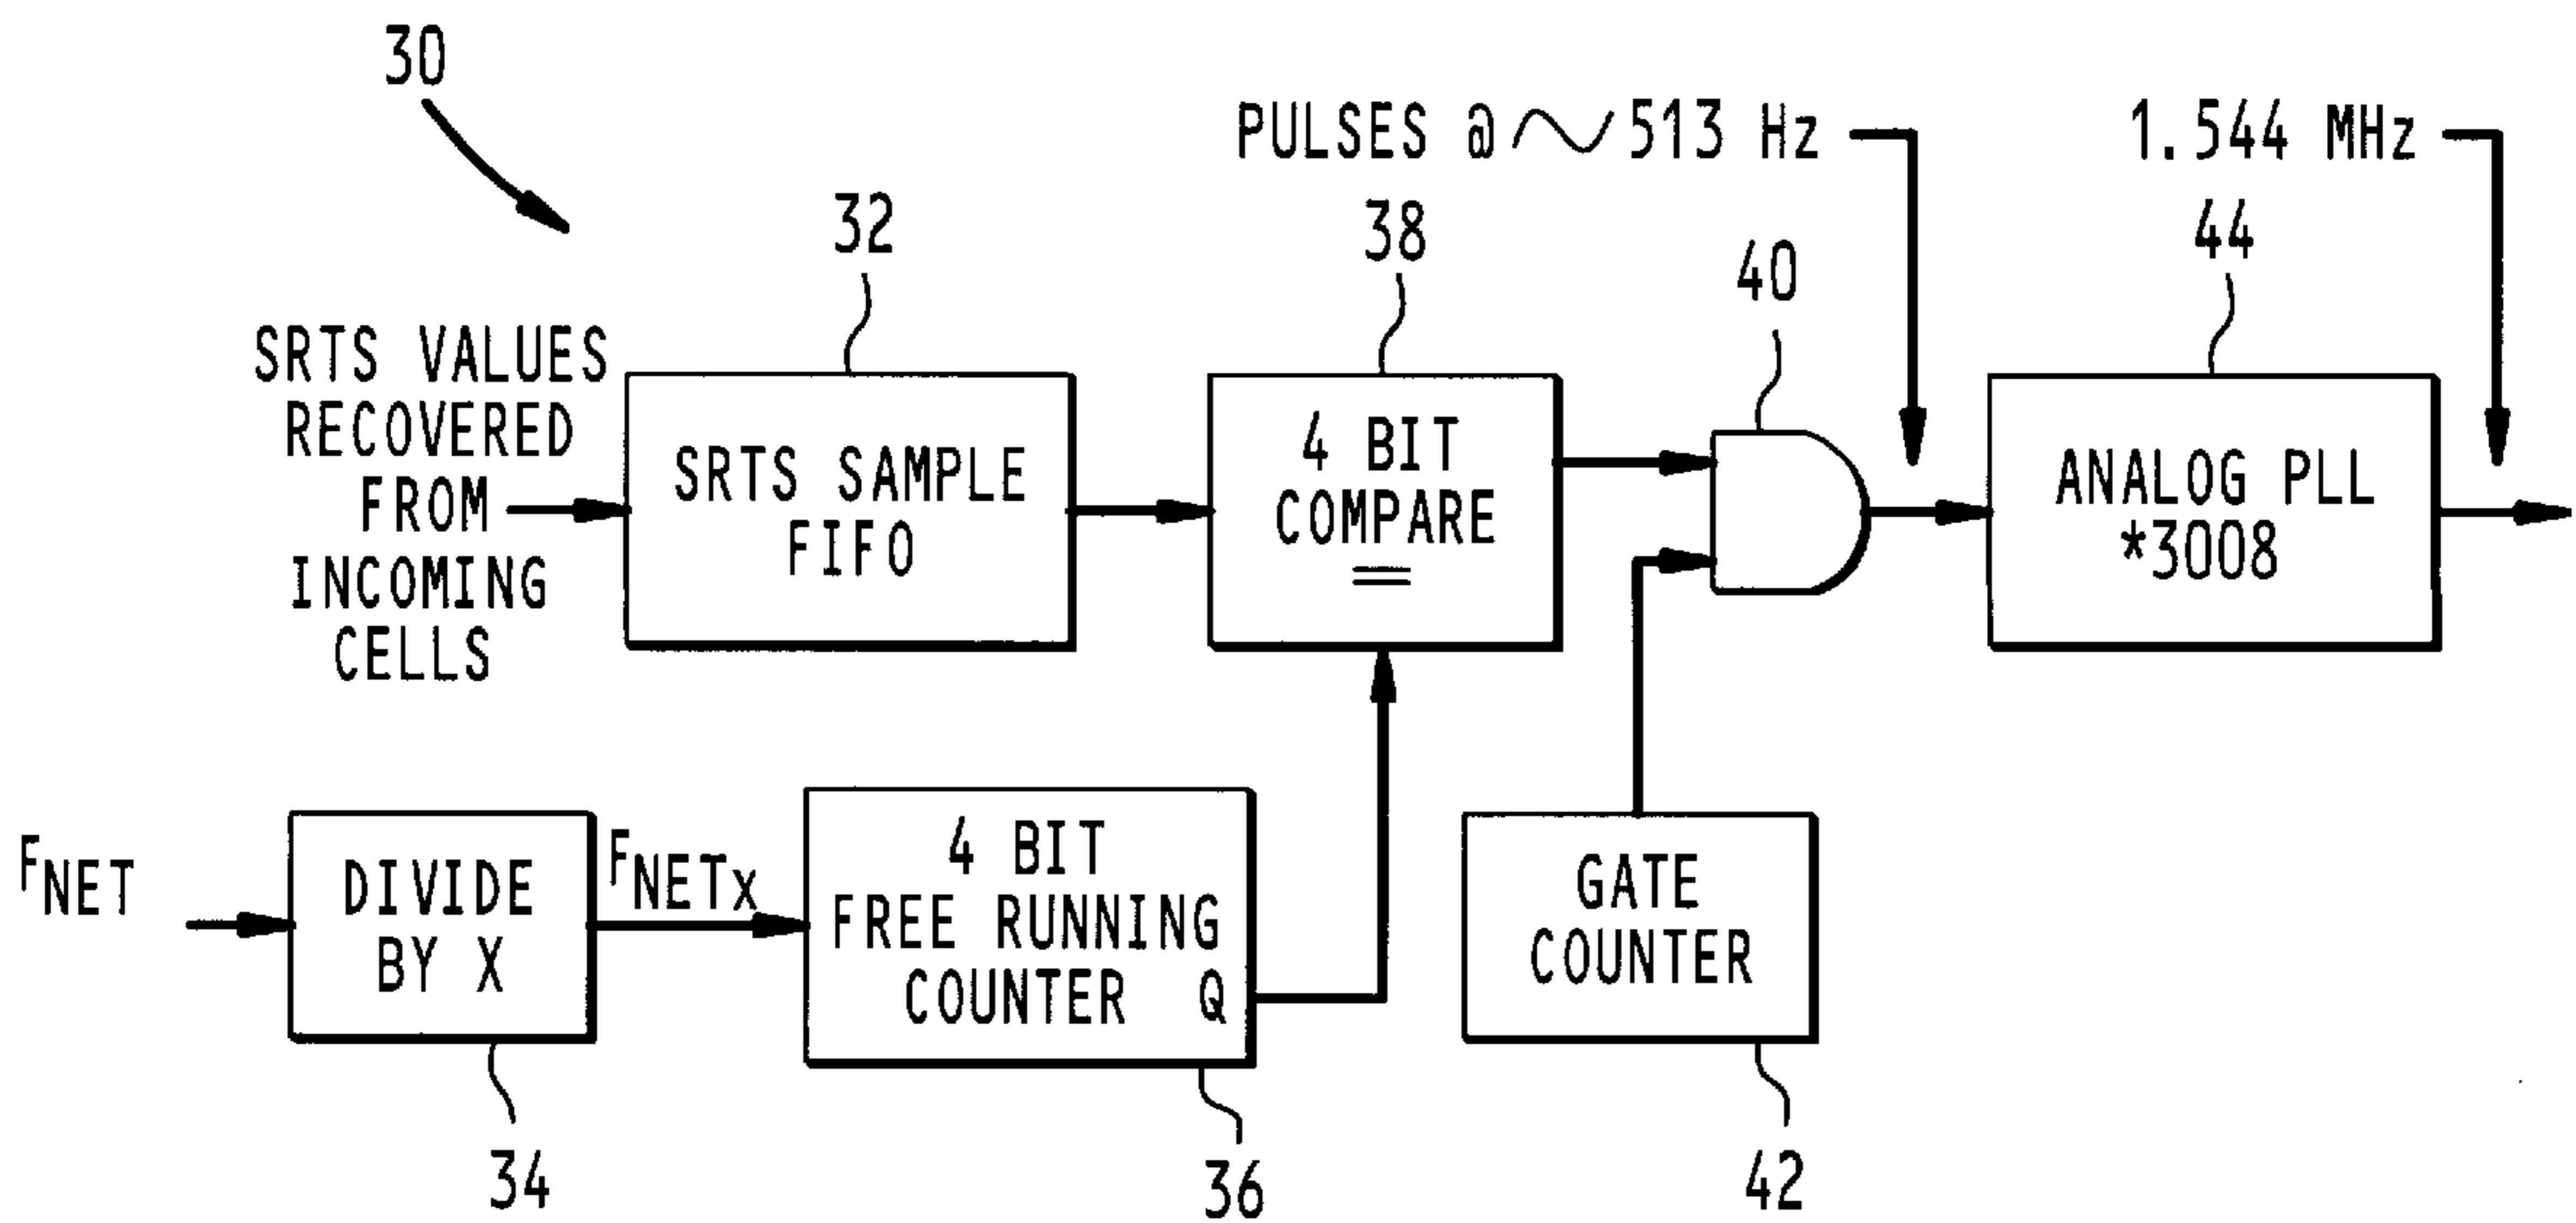 30
PULSES @ ~ 513 Hz
1.544 MHz
32
38
40
44
SRTS VALUES
RECOVERED
FROM
INCOMING
CELLS
SRTS SAMPLE
FIFO
4 BIT
COMPARE
=
ANALOG PLL
*3008
FNET
DIVIDE
BY X
FNETX
4 BIT
FREE RUNNING
COUNTER Q
GATE
COUNTER
34
36
42